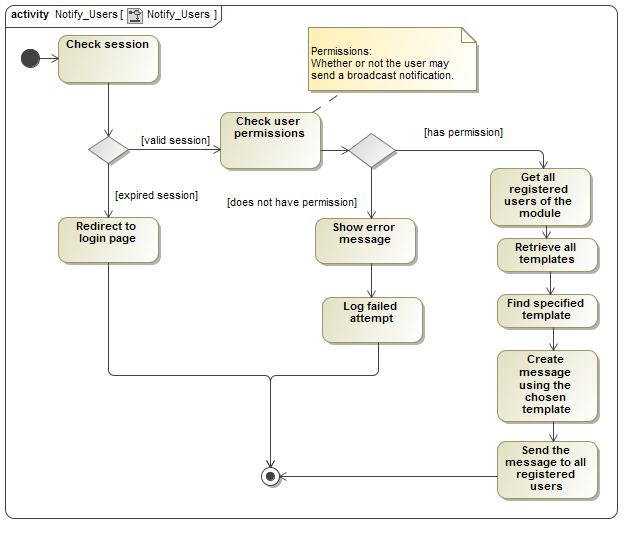 activity Notify_Users [ Notify_Users ]
Check session
Permissions:
Whether or not the user may
send a broadcast notification.
Check user
permissions
[valid session]
[has permission]
[expired session]
[does not have permission]
Get all
registered
users of the
module
Redirect to
login page
Show error
message
Retrieve all
templates
Log failed
attempt
Find specified
template
Create
message
using the
chosen
template
Send the
message to all
registered
users